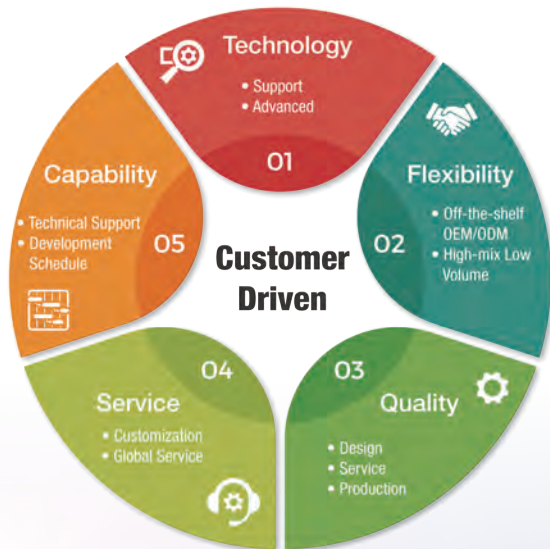 Technology
• Support
• Advanced
01
Flexibility
• Off-the-shelf
OEM/ODM
• High-mix Low
Volume
02
Quality
• Design
• Service
• Production
03
Service
• Customization
• Global Service
04
Capability
• Technical Support
• Development
Schedule
05
Customer
Driven